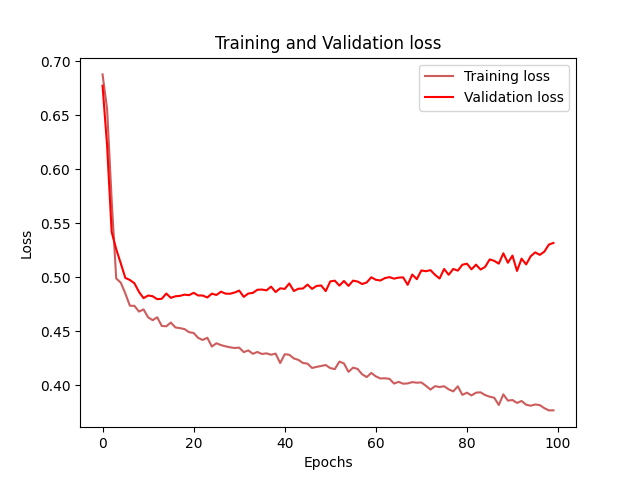 Training and Validation loss
Training loss
Validation loss
Loss
0.70
0.65
0.60
0.55
0.50
0.45
0.40
0
20
40
60
80
100
Epochs